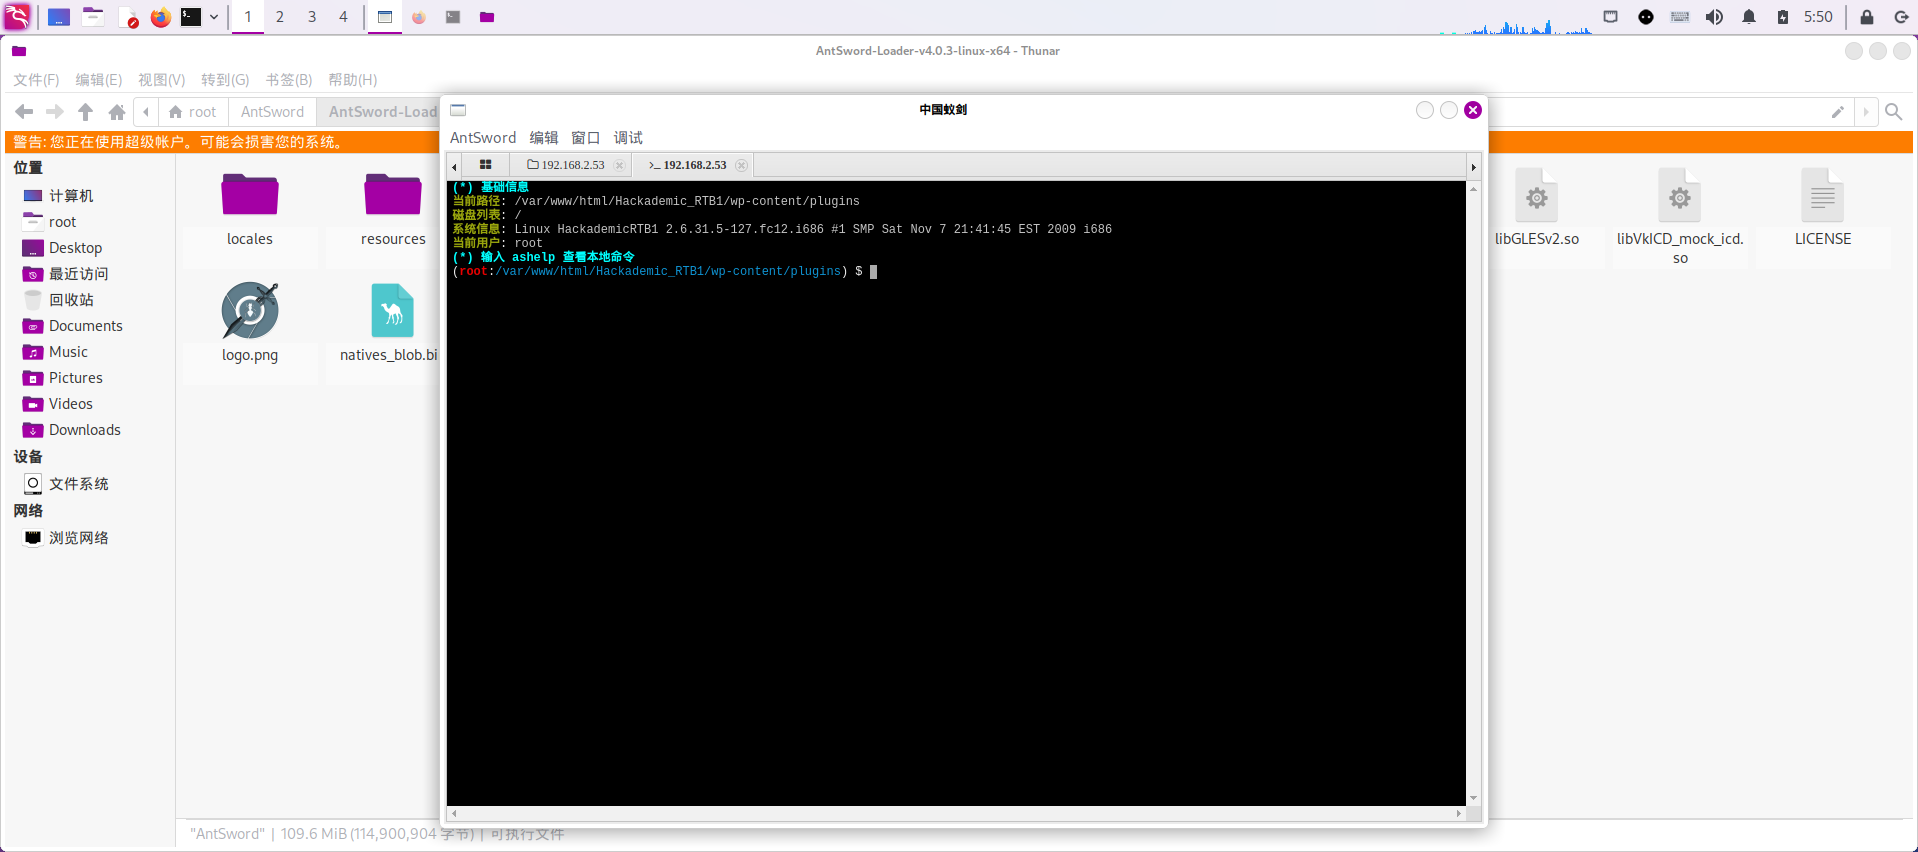 1 2 3 4
5:50
AntSword-Loader-v4.0.3-linux-x64 - Thunar
文件(F) 编辑(E) 视图(V) 转到(G) 书签(B) 帮助(H)
root AntSword AntSword-Load
警告: 您正在使用超级帐户。可能会损害您的系统。
位置
计算机
root
Desktop
最近访问
回收站
Documents
Music
Pictures
Videos
Downloads
设备
文件系统
网络
浏览网络
locales
resources
logo.png
natives_blob.bi
libGLESv2.so
libVkICD_mock_icd.
so
LICENSE
"AntSword" | 109.6 MiB (114,900,904 字节) | 可执行文件
中国蚁剑
AntSword 编辑 窗口 调试
192.168.2.53 >_ 192.168.2.53
(*) 基础信息
当前路径: /var/www/html/Hackademic_RTB1/wp-content/plugins
磁盘列表: /
系统信息: Linux HackademicRTB1 2.6.31.5-127.fc12.i686 #1 SMP Sat Nov 7 21:41:45 EST 2009 i686
当前用户: root
(*) 输入 ashelp 查看本地命令
(root:/var/www/html/Hackademic_RTB1/wp-content/plugins) $